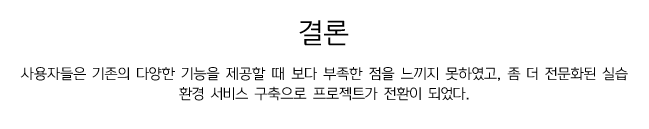 결론
사용자들은 기존의 다양한 기능을 제공할 때 보다 부족한 점을 느끼지 못하였고, 좀 더 전문화된 실습
환경 서비스 구축으로 프로젝트가 전환이 되었다.